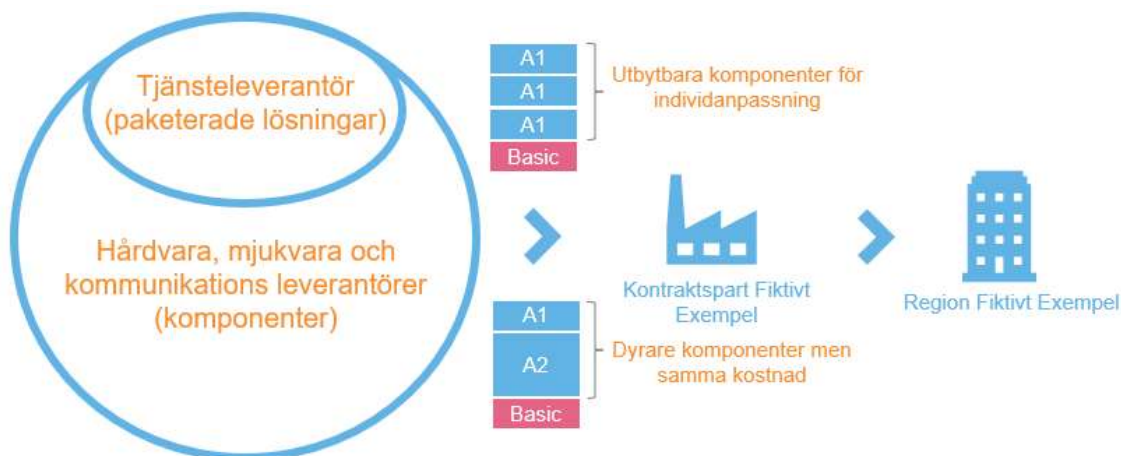 Tjänsteleverantör
(paketerade lösningar)
Hårdvara, mjukvara och
kommunikations leverantörer
(komponenter)
A1
A1
A1
Basic
Utbytbara komponenter för
individanpassning
A1
A2
Basic
Dyrare komponenter men
samma kostnad
Kontraktspart Fiktivt
Exempel
Region Fiktivt Exempel